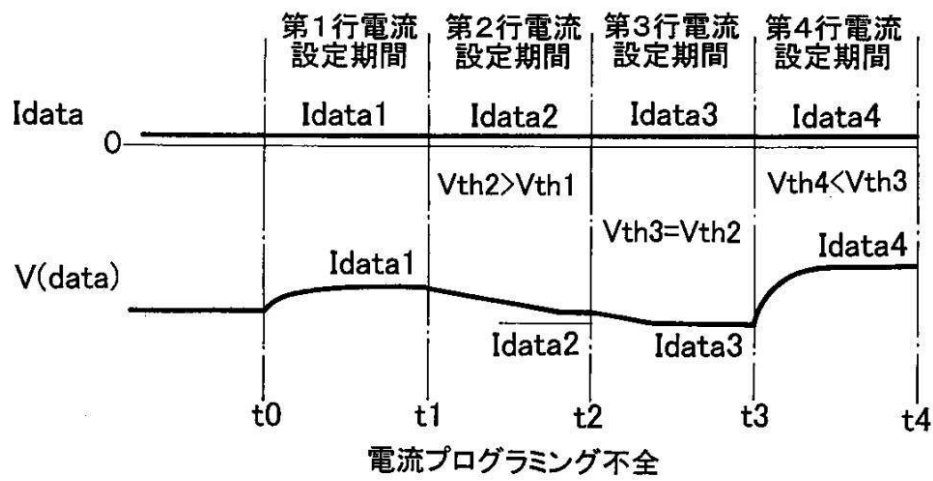 第1行電流
設定期間
第2行電流
設定期間
第3行電流
設定期間
第4行電流
設定期間
Idata
0
Idata1
Idata2
Idata3
Idata4
Vth2>Vth1
Vth4<Vth3
Vth3=Vth2
V(data)
Idata1
Idata4
Idata2
Idata3
t0
t1
t2
t3
t4
電流プログラミング不全